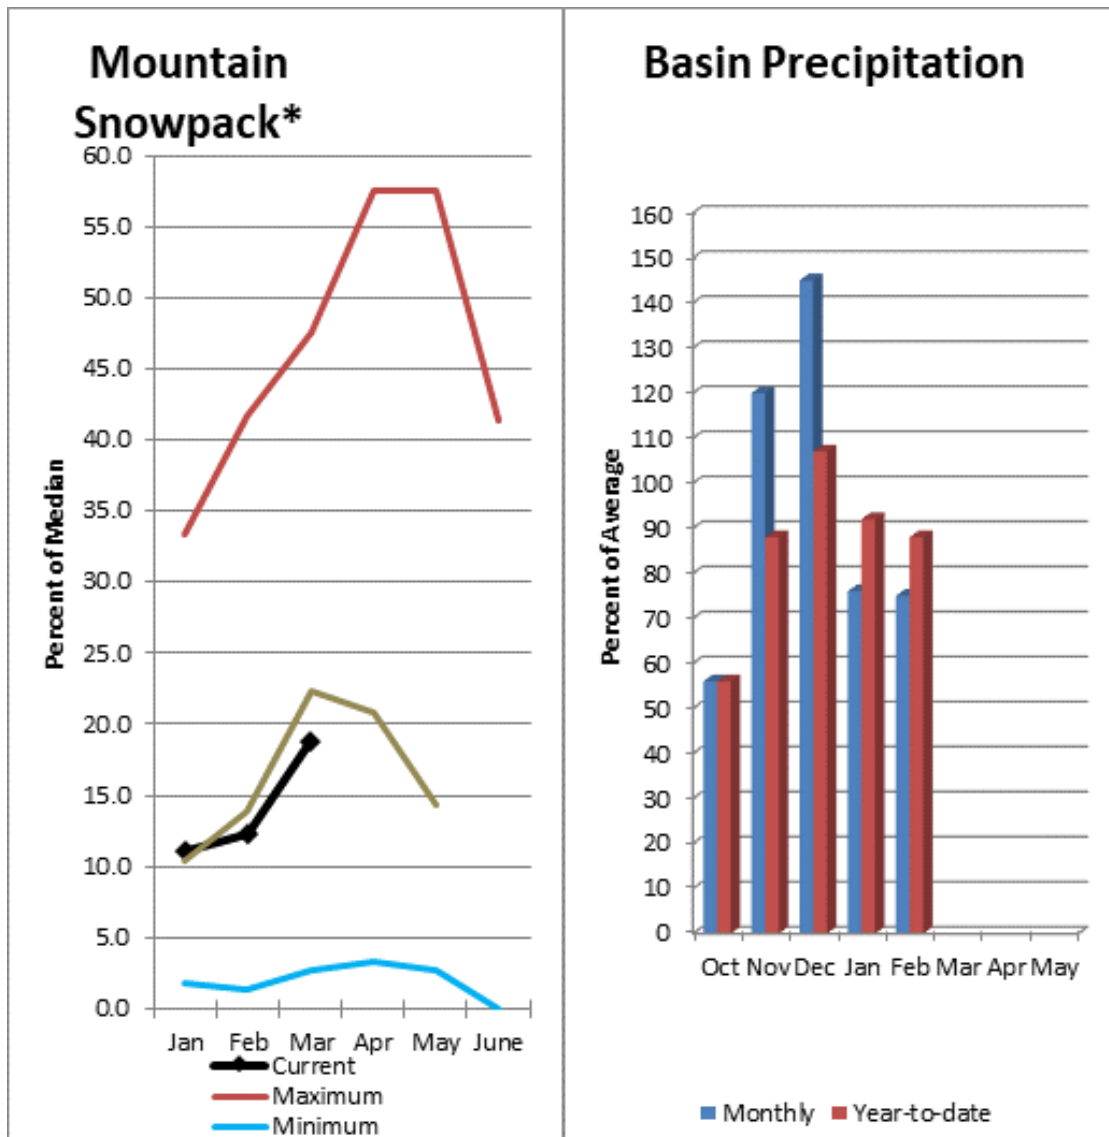 Mountain
Snowpack*
Percent of Median
60.0
55.0
50.0
45.0
40.0
35.0
30.0
25.0
20.0
15.0
10.0
5.0
0.0
Jan Feb Mar Apr May June
Current
Maximum
Minimum
Basin Precipitation
Percent of Average
160
150
140
130
120
110
100
90
80
70
60
50
40
30
20
10
0
Oct Nov Dec Jan Feb Mar Apr May
Monthly Year-to-date